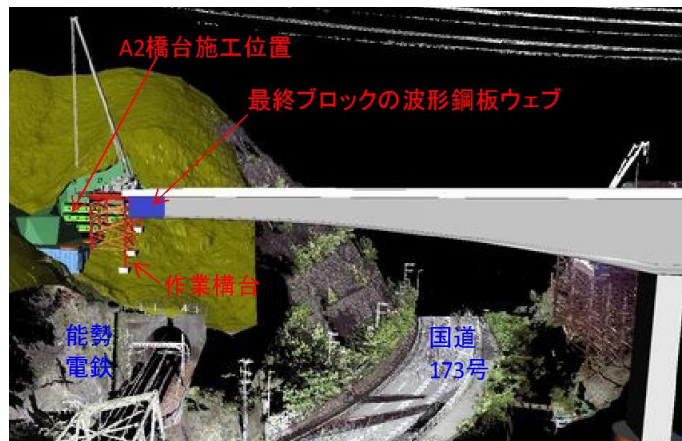 A2橋台施工位置
最終ブロックの波形鋼板ウェブ
作業構台
能勢
電鉄
国道
173号